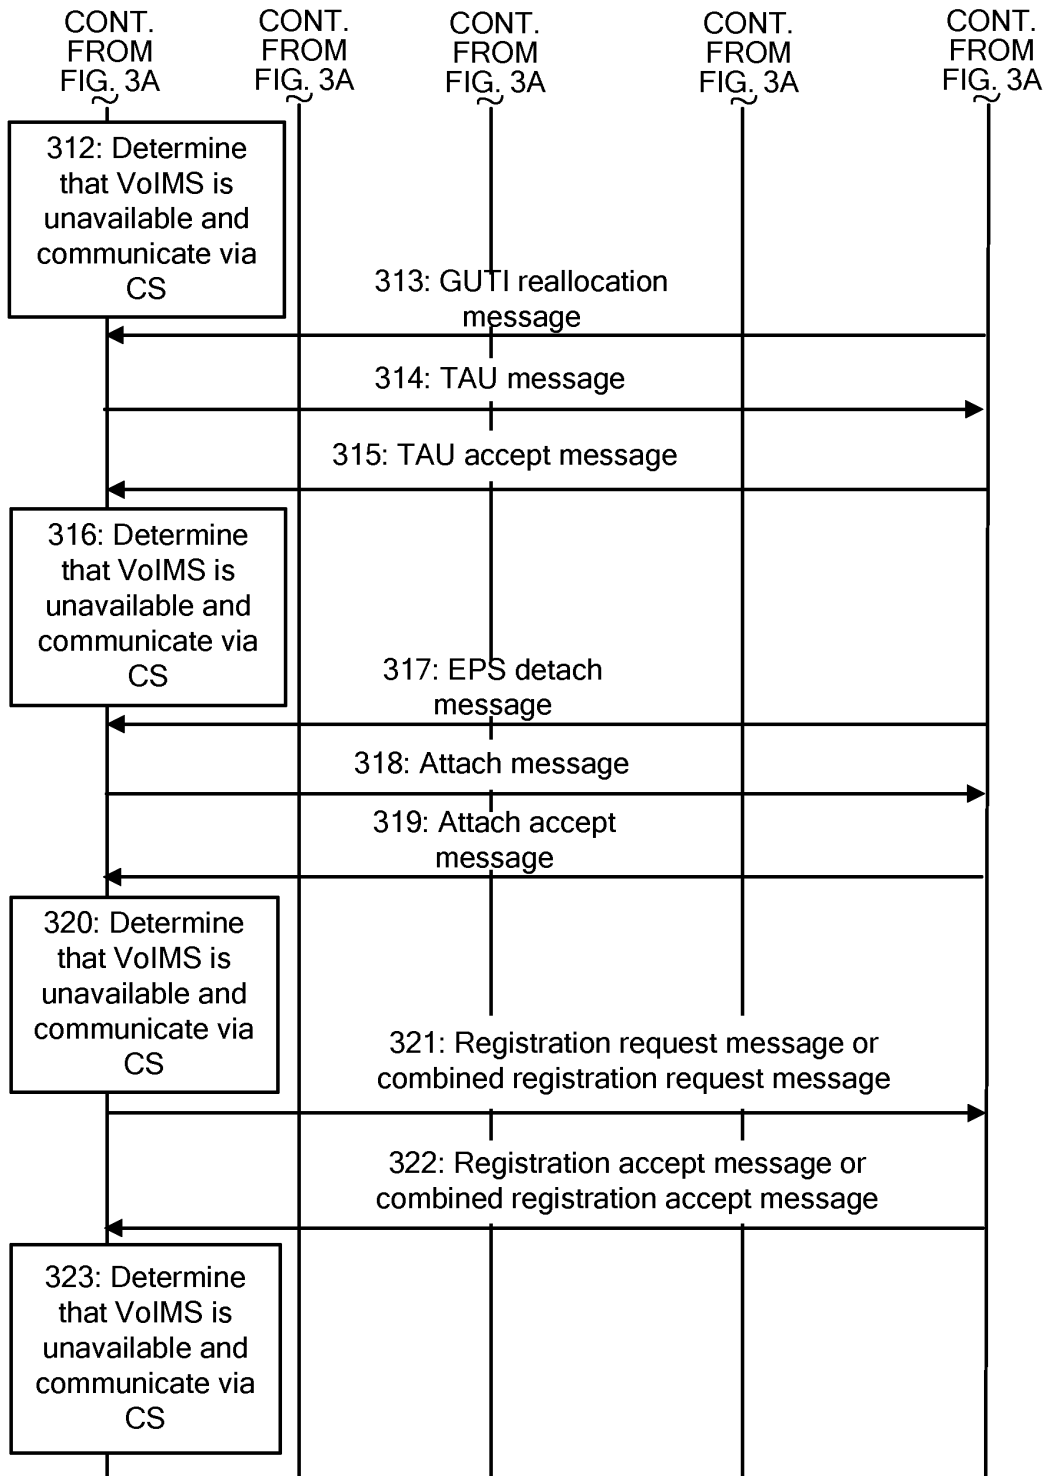 CONT.
FROM
FIG. 3A
CONT.
FROM
FIG. 3A
CONT.
FROM
FIG. 3A
CONT.
FROM
FIG. 3A
CONT.
FROM
FIG. 3A
312: Determine
that VoIMS is
unavailable and
communicate via
CS
313: GUTI reallocation
message
314: TAU message
315: TAU accept message
316: Determine
that VoIMS is
unavailable and
communicate via
CS
317: EPS detach
message
318: Attach message
319: Attach accept
message
320: Determine
that VoIMS is
unavailable and
communicate via
CS
321: Registration request message or
combined registration request message
322: Registration accept message or
combined registration accept message
323: Determine
that VoIMS is
unavailable and
communicate via
CS